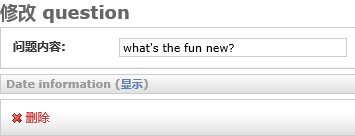 修改 question
问题内容: what's the fun new?
Date information (显示)
删除